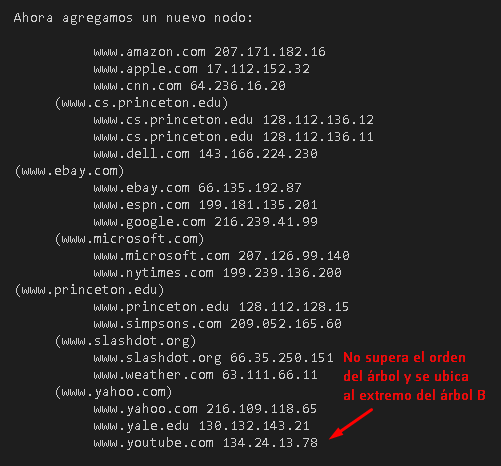 Ahora agregamos un nuevo nodo:
www.amazon.com 207.171.182.16
www.apple.com 17.112.152.32
www.cnn.com 64.236.16.20
(www.cs.princeton.edu)
www.cs.princeton.edu 128.112.136.12
www.cs.princeton.edu 128.112.136.11
www.dell.com 143.166.224.230
(www.ebay.com)
www.ebay.com 66.135.192.87
www.espn.com 199.181.135.201
www.google.com 216.239.41.99
(www.microsoft.com)
www.microsoft.com 207.126.99.140
www.nytimes.com 199.239.136.200
(www.princeton.edu)
www.princeton.edu 128.112.128.15
www.simpsons.com 209.052.165.60
(www.slashdot.org)
www.slashdot.org 66.35.250.151
www.weather.com 63.111.66.11
(www.yahoo.com)
www.yahoo.com 216.109.118.65
www.yale.edu 130.132.143.21
www.youtube.com 134.24.13.78
No supera el orden
del árbol y se ubica
al extremo del árbol B